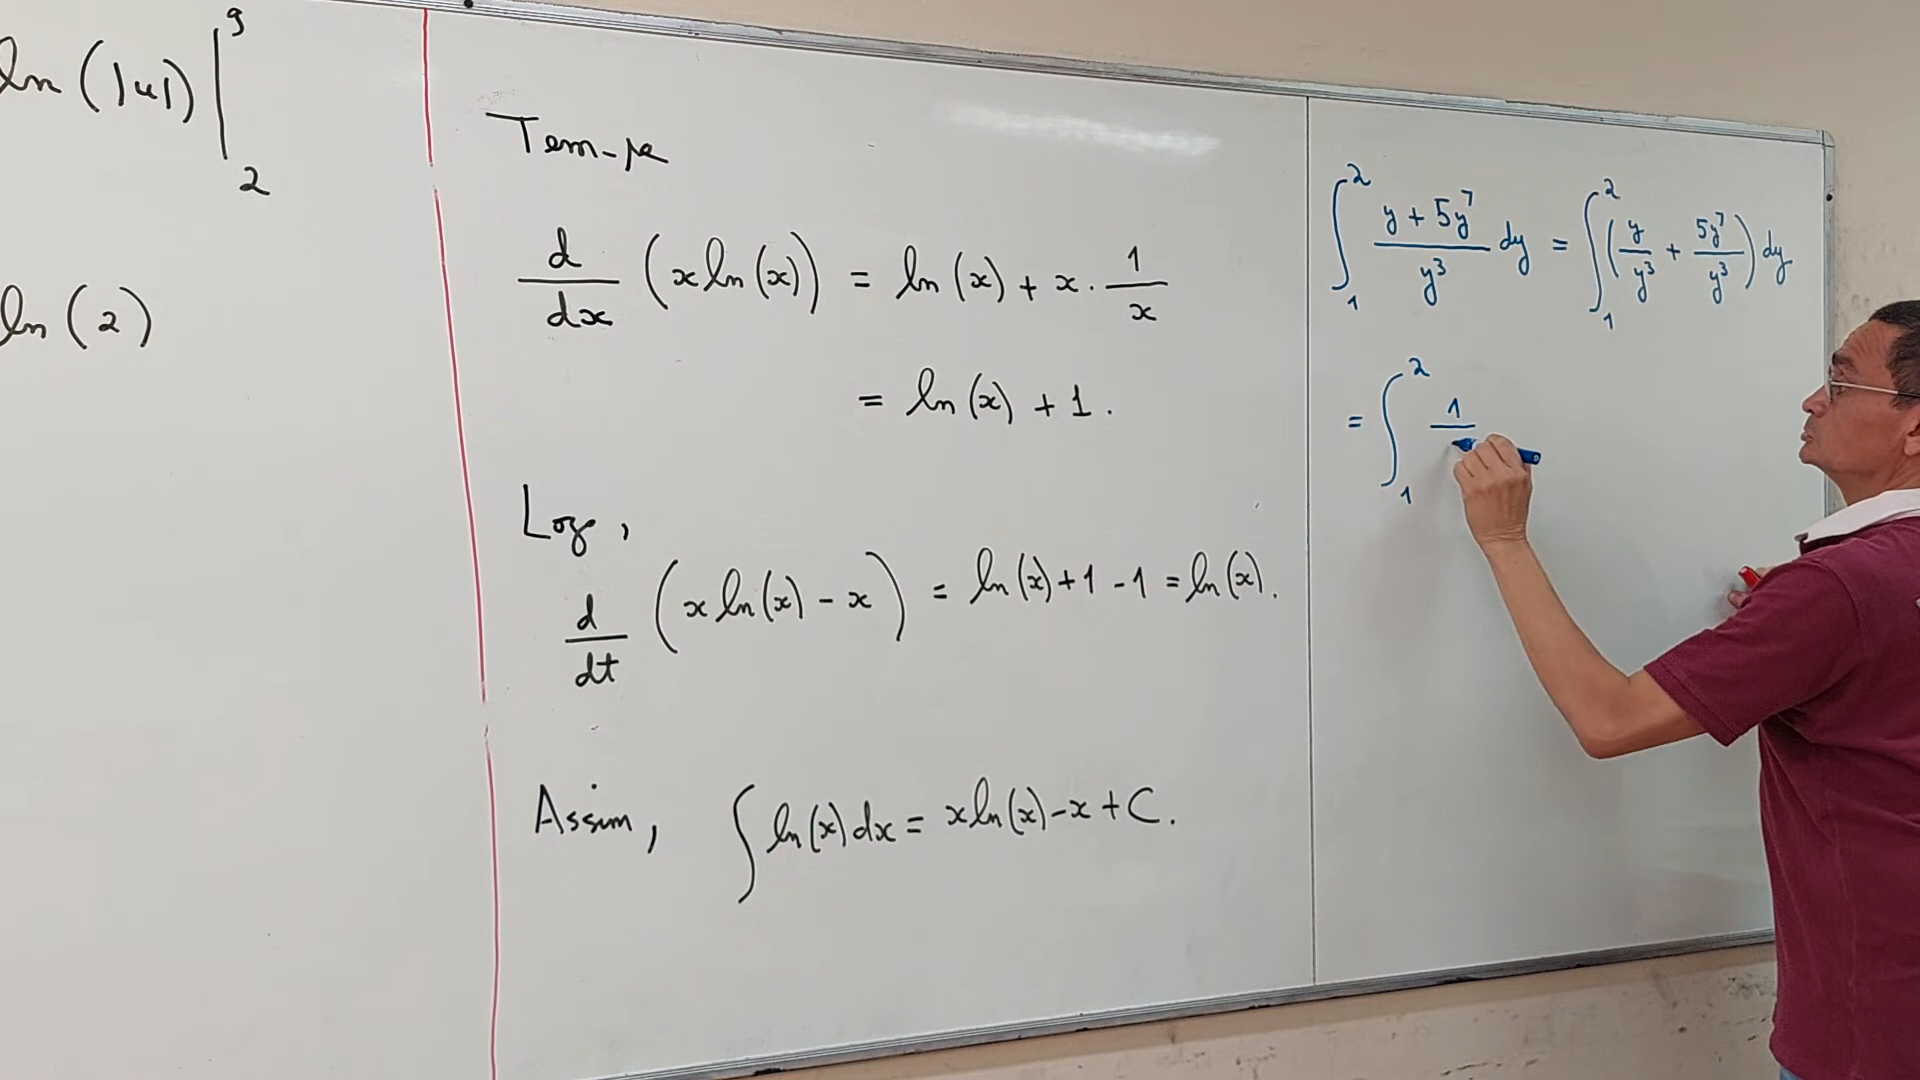 ln(|u|) |₂⁹
ln(2)
Tem-se
d/dx (x ln(x)) = ln(x) + x · 1/x
= ln(x) + 1.
Logo,
d/dt (x ln(x) - x) = ln(x) + 1 - 1 = ln(x).
Assim, ∫ ln(x) dx = x ln(x) - x + C.
∫₁² (y + 5y⁷)/y³ dy = ∫₁² (y/y³ + 5y⁷/y³) dy
= ∫₁² 1/